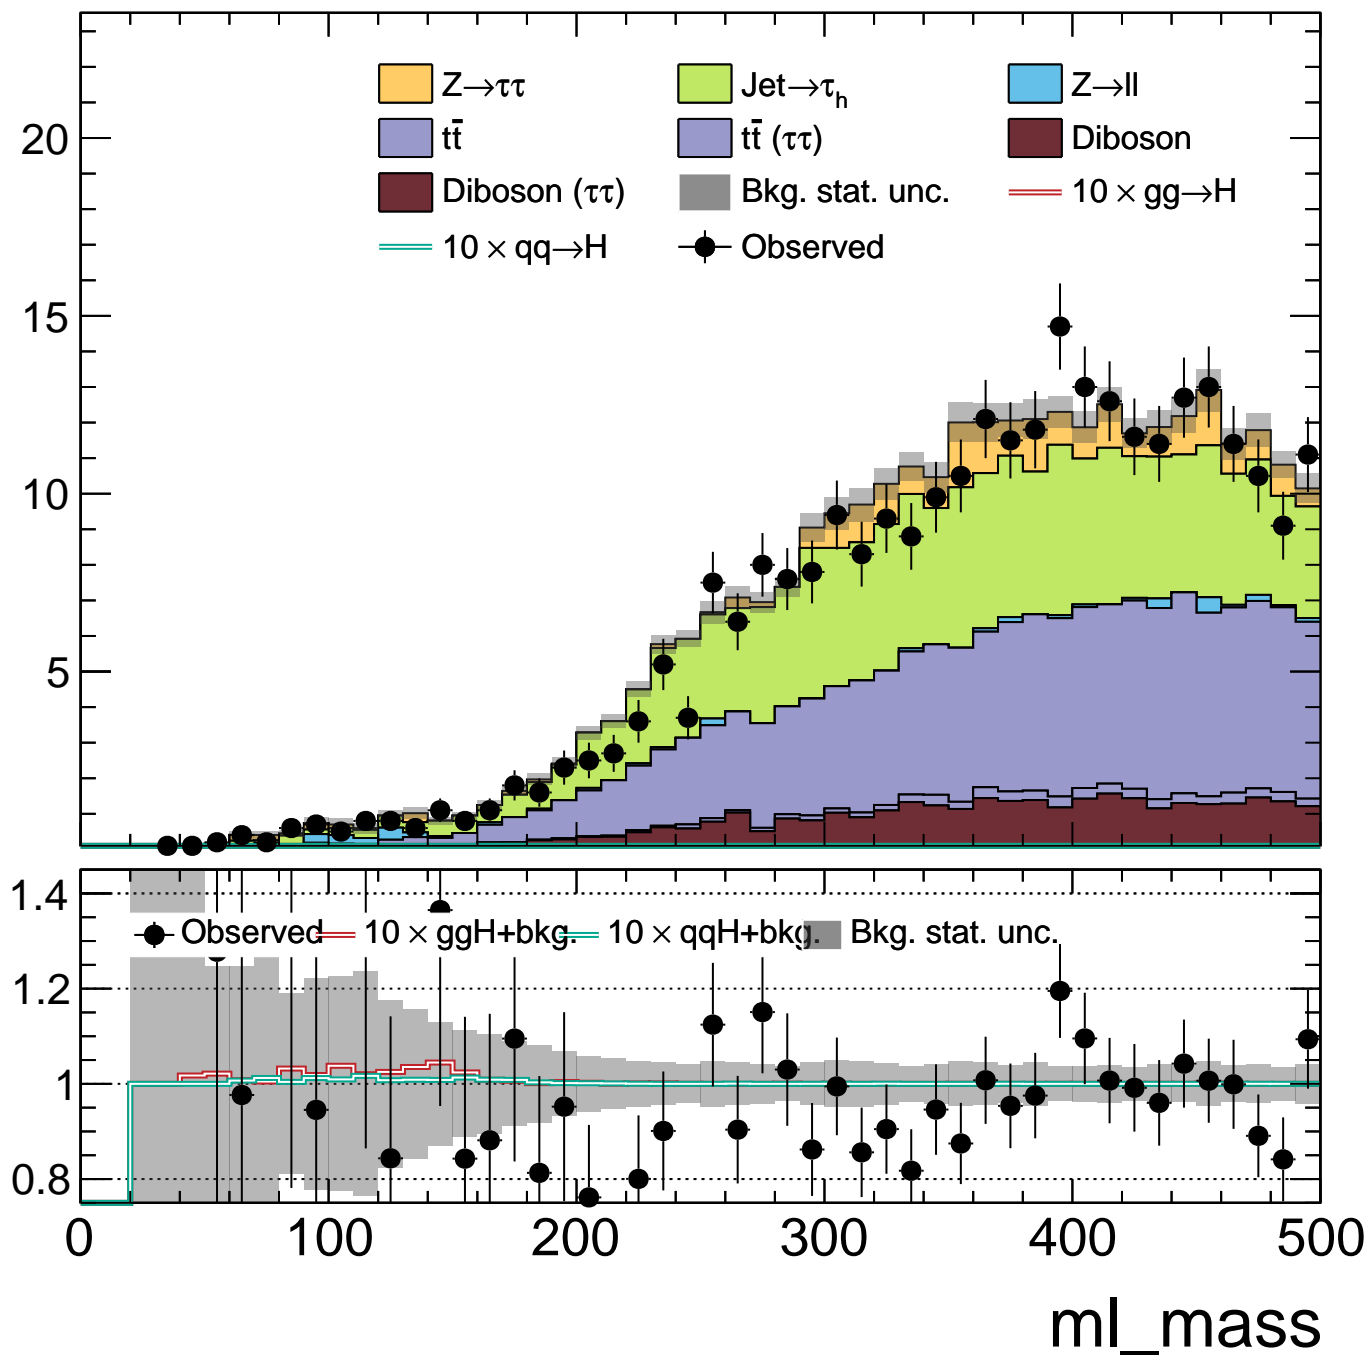 Z→ττ Jet→τh Z→ll
tt̄ tt̄ (ττ) Diboson
Diboson (ττ) Bkg. stat. unc. 10 × gg→H
10 × qq→H Observed
20
15
10
5
1.4
Observed 10 × ggH+bkg. 10 × qqH+bkg. Bkg. stat. unc.
1.2
1
0.8
0 100 200 300 400 500
ml_mass